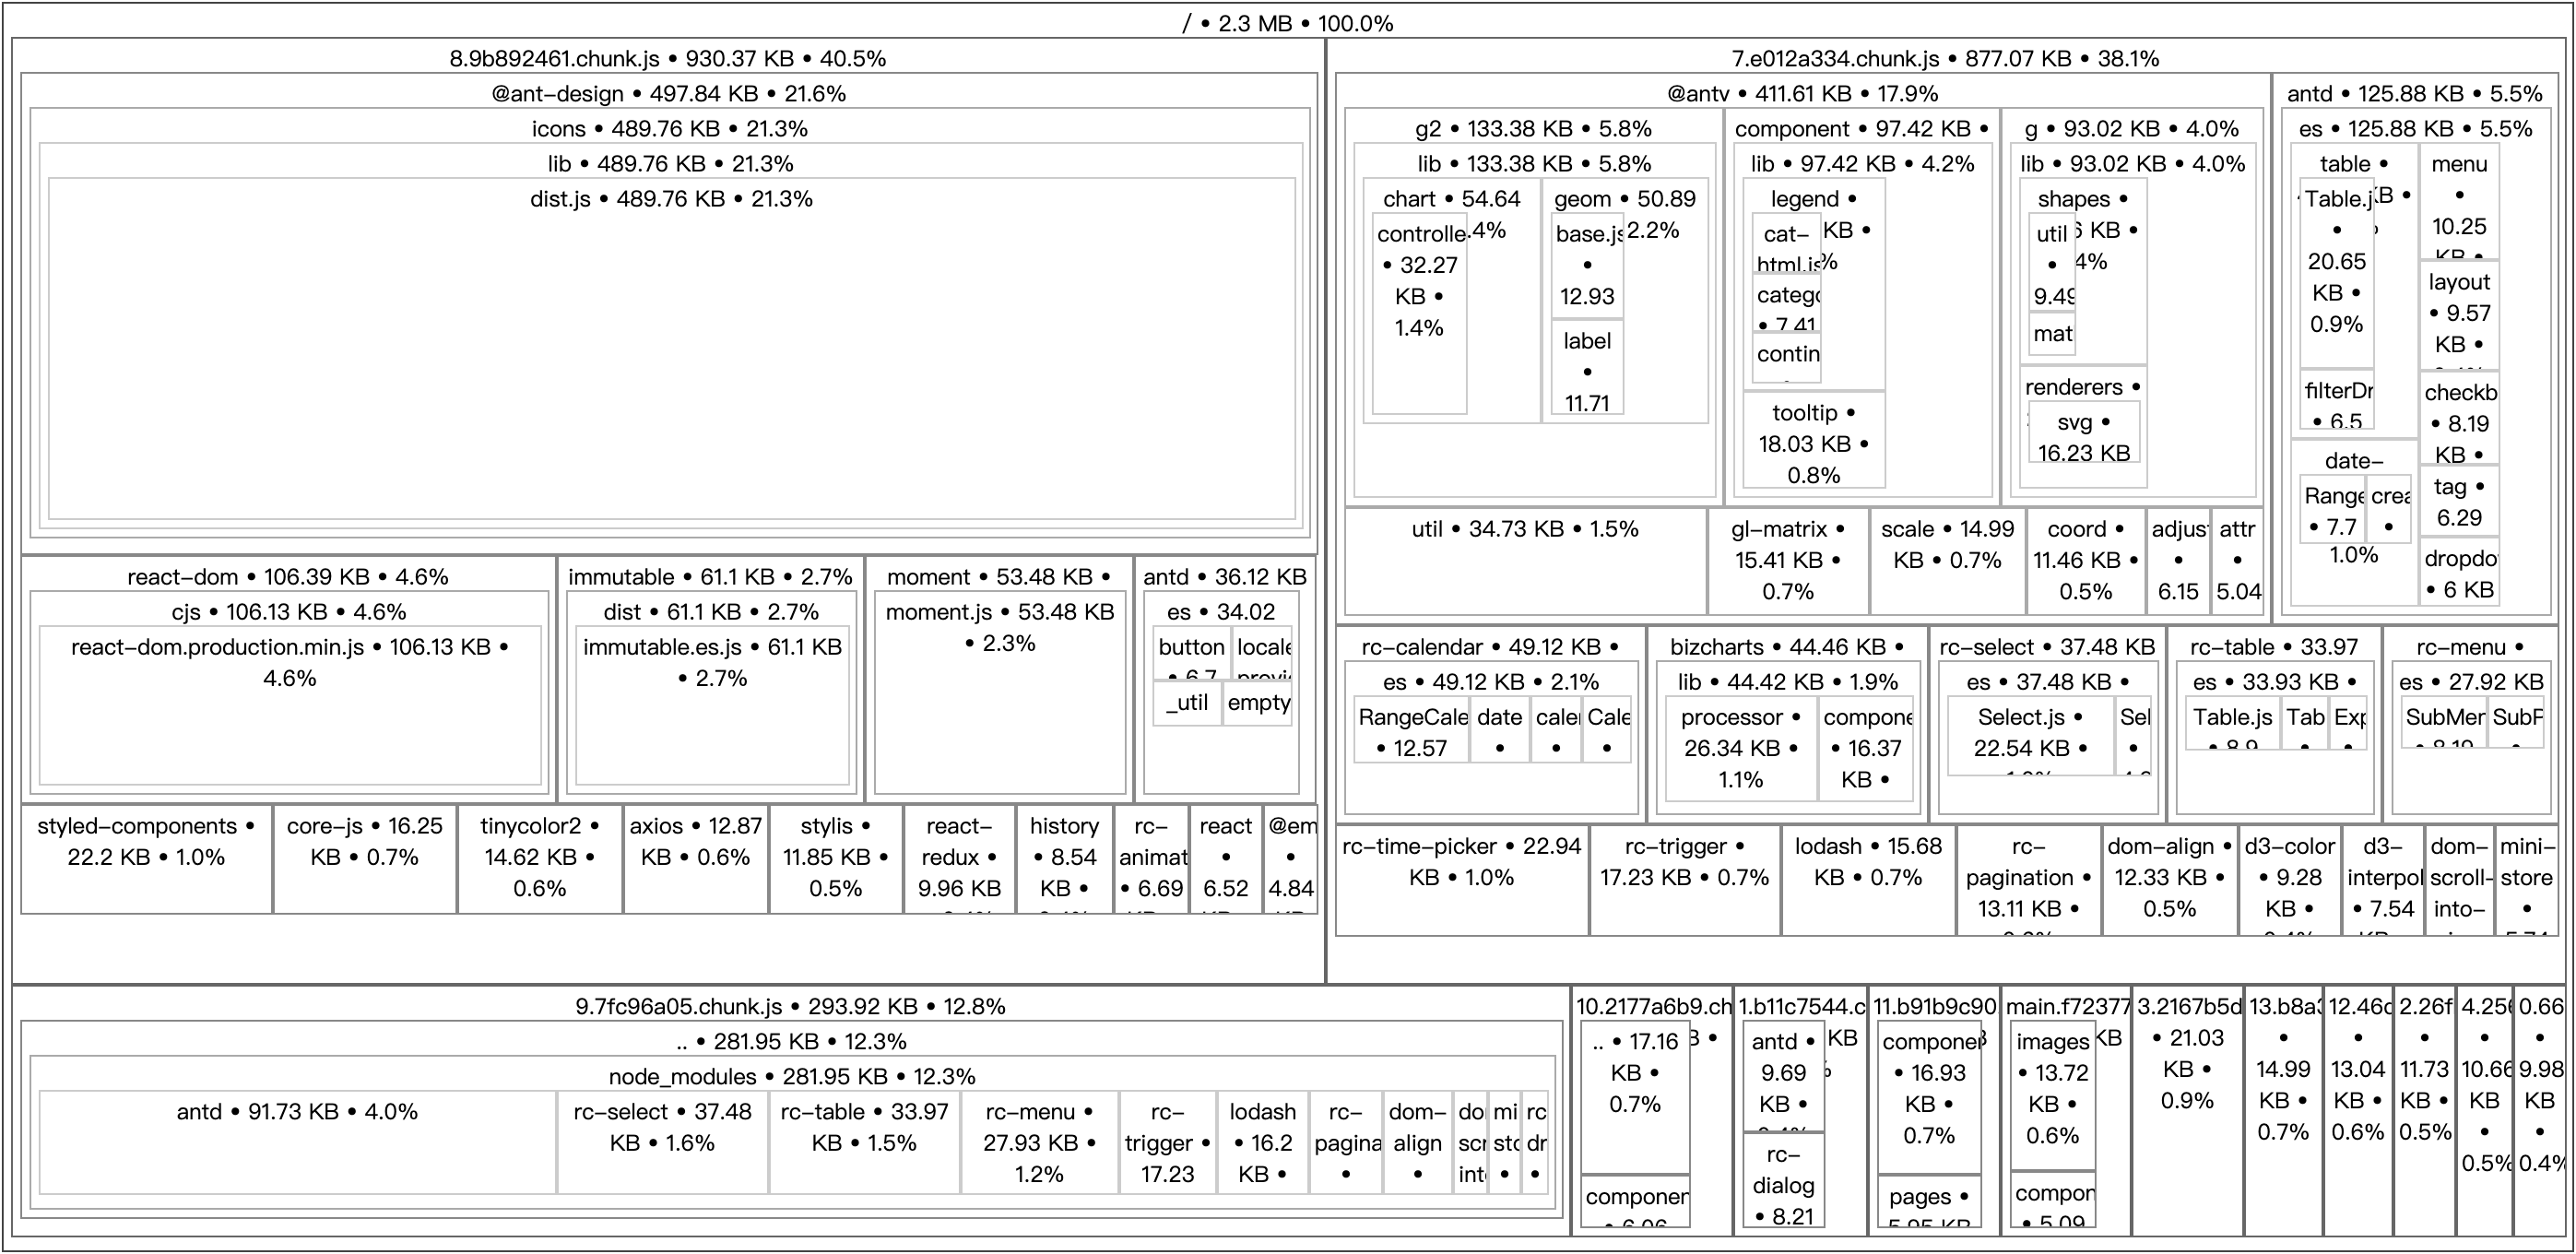 / • 2.3 MB • 100.0%
8.9b892461.chunk.js • 930.37 KB • 40.5%
@ant-design • 497.84 KB • 21.6%
icons • 489.76 KB • 21.3%
lib • 489.76 KB • 21.3%
dist.js • 489.76 KB • 21.3%
react-dom • 106.39 KB • 4.6%
cjs • 106.13 KB • 4.6%
react-dom.production.min.js • 106.13 KB •
4.6%
immutable • 61.1 KB • 2.7%
dist • 61.1 KB • 2.7%
immutable.es.js • 61.1 KB
• 2.7%
moment • 53.48 KB •
moment.js • 53.48 KB
• 2.3%
antd • 36.12 KB
es • 34.02
button
• 6.7
locale
_util
empty
styled-components •
22.2 KB • 1.0%
core-js • 16.25
KB • 0.7%
tinycolor2 •
14.62 KB •
0.6%
axios • 12.87
KB • 0.6%
stylis •
11.85 KB •
0.5%
react-
redux •
9.96 KB
history
• 8.54
KB •
rc-
animat
• 6.69
react
•
6.52
@em
•
4.84
7.e012a334.chunk.js • 877.07 KB • 38.1%
@antv • 411.61 KB • 17.9%
g2 • 133.38 KB • 5.8%
lib • 133.38 KB • 5.8%
chart • 54.64
.4%
controlle
• 32.27
KB •
1.4%
geom • 50.89
2.2%
base.js
•
12.93
label
•
11.71
component • 97.42 KB •
lib • 97.42 KB • 4.2%
legend •
KB •
%
cat-
html.js
catego
• 7.41
contin
tooltip •
18.03 KB •
0.8%
g • 93.02 KB • 4.0%
lib • 93.02 KB • 4.0%
shapes •
6 KB •
4%
util
•
9.49
mat
renderers •
svg •
16.23 KB
util • 34.73 KB • 1.5%
gl-matrix •
15.41 KB •
0.7%
scale • 14.99
KB • 0.7%
coord •
11.46 KB •
0.5%
adjust
•
6.15
attr
•
5.04
antd • 125.88 KB • 5.5%
es • 125.88 KB • 5.5%
table •
KB •
Table.j
•
20.65
KB •
0.9%
filterDr
• 6.5
date-
Range
• 7.7
crea
•
1.0%
menu
•
10.25
KB •
layout
• 9.57
KB •
checkb
• 8.19
KB •
tag •
6.29
dropdo
• 6 KB
rc-calendar • 49.12 KB •
es • 49.12 KB • 2.1%
RangeCale
• 12.57
date
•
caler
•
Cale
•
bizcharts • 44.46 KB •
lib • 44.42 KB • 1.9%
processor •
26.34 KB •
1.1%
compone
• 16.37
KB •
rc-select • 37.48 KB
es • 37.48 KB •
Select.js •
22.54 KB •
Sel
•
rc-table • 33.97
es • 33.93 KB •
Table.js
• 8.9
Tab
•
Exp
•
rc-menu •
es • 27.92 KB
SubMer
• 8.19
SubP
•
rc-time-picker • 22.94
KB • 1.0%
rc-trigger •
17.23 KB • 0.7%
lodash • 15.68
KB • 0.7%
rc-
pagination •
13.11 KB •
dom-align •
12.33 KB •
0.5%
d3-color
• 9.28
KB •
d3-
interpol
• 7.54
dom-
scroll-
into-
mini-
store
•
5.74
9.7fc96a05.chunk.js • 293.92 KB • 12.8%
.. • 281.95 KB • 12.3%
node_modules • 281.95 KB • 12.3%
antd • 91.73 KB • 4.0%
rc-select • 37.48
KB • 1.6%
rc-table • 33.97
KB • 1.5%
rc-menu •
27.93 KB •
1.2%
rc-
trigger •
17.23
lodash
• 16.2
KB •
rc-
pagina
•
dom-
align
•
do
scr
int
mi
sto
•
rc
dr
•
10.2177a6b9.ch
.. • 17.16
KB •
0.7%
componen
• 6.06
1.b11c7544.c
KB
antd •
9.69
KB •
rc-
dialog
• 8.21
11.b91b9c90
componen
• 16.93
KB •
0.7%
pages •
5.95 KB
main.f72377
KB
images
• 13.72
KB •
0.6%
compon
• 5.09
3.2167b5d
• 21.03
KB •
0.9%
13.b8a3
•
14.99
KB •
0.7%
12.46c
•
13.04
KB •
0.6%
2.26f
•
11.73
KB •
0.5%
4.256
•
10.66
KB
•
0.5%
0.66
•
9.98
KB
•
0.4%